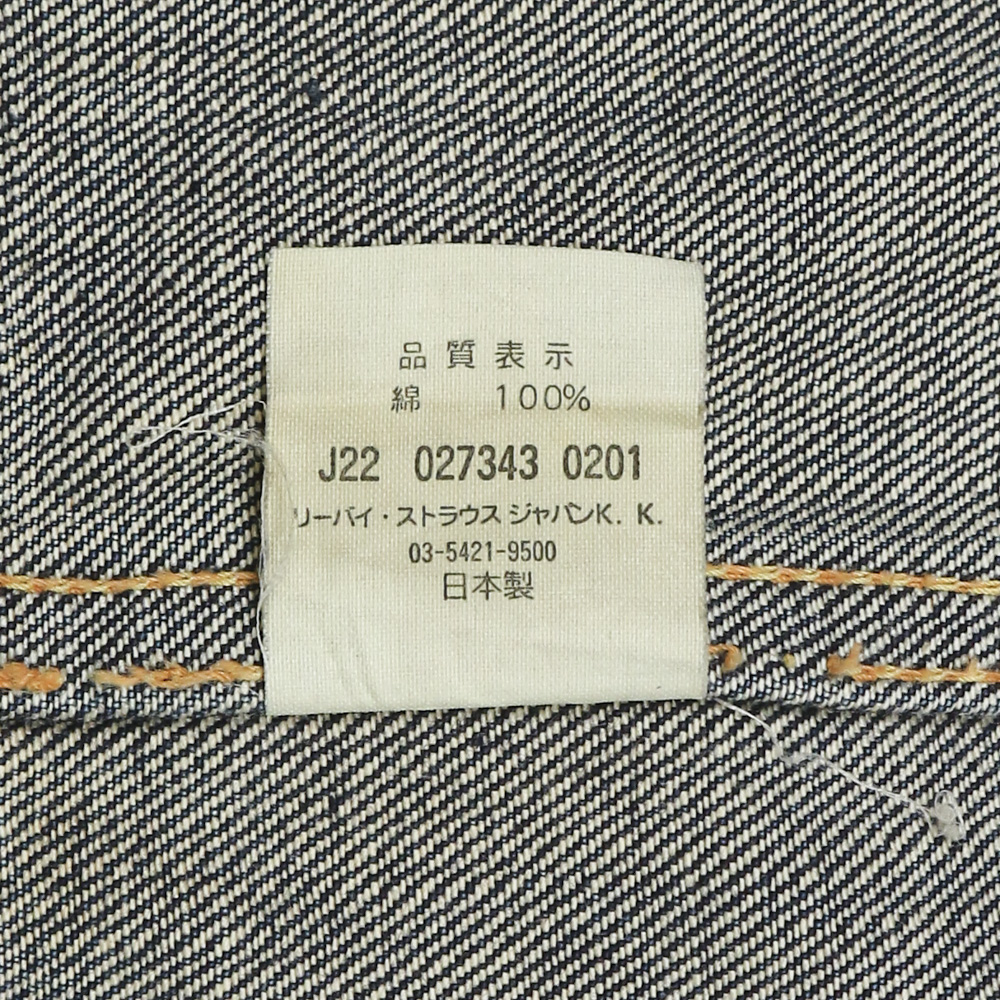 品質表示
綿 100%
J22 027343 0201
リーバイ・ストラウス ジャパンK. K.
03-5421-9500
日本製